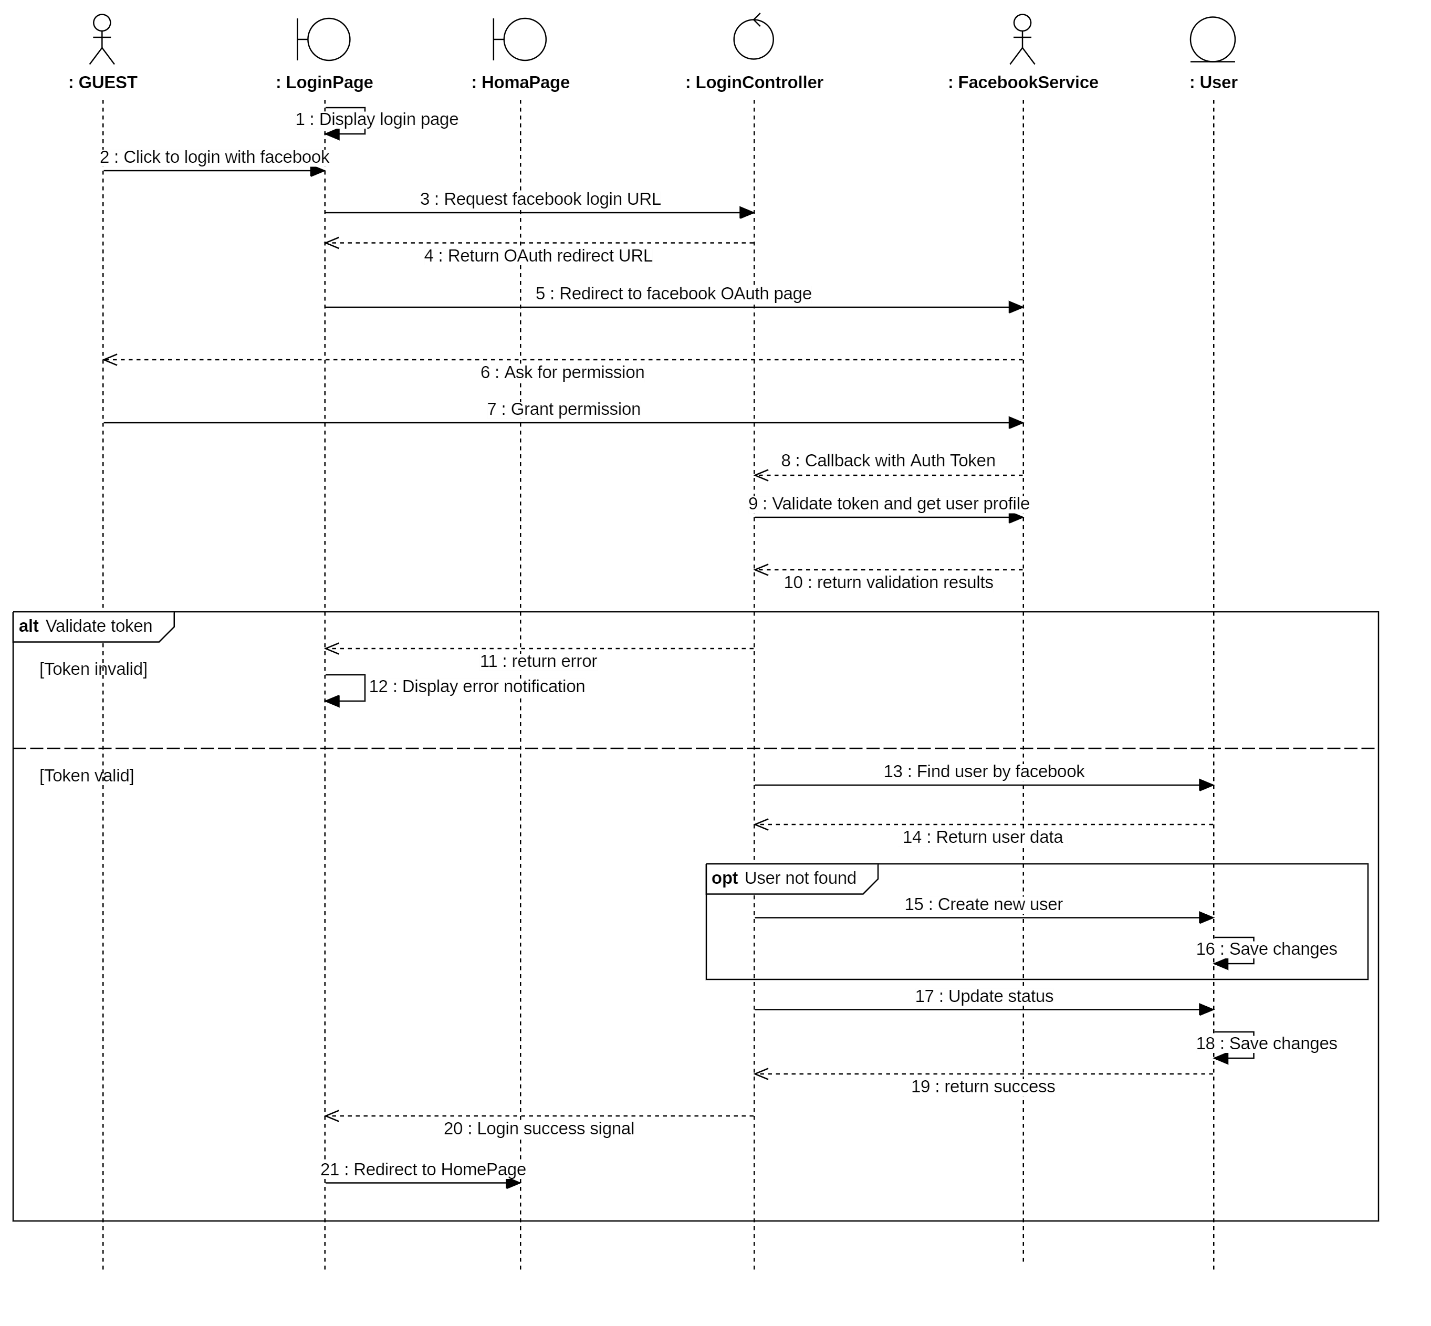 : GUEST
: LoginPage
: HomaPage
: LoginController
: FacebookService
: User
1 : Display login page
2 : Click to login with facebook
3 : Request facebook login URL
4 : Return OAuth redirect URL
5 : Redirect to facebook OAuth page
6 : Ask for permission
7 : Grant permission
8 : Callback with Auth Token
9 : Validate token and get user profile
10 : return validation results
alt Validate token
[Token invalid]
11 : return error
12 : Display error notification
[Token valid]
13 : Find user by facebook
14 : Return user data
opt User not found
15 : Create new user
16 : Save changes
17 : Update status
18 : Save changes
19 : return success
20 : Login success signal
21 : Redirect to HomePage